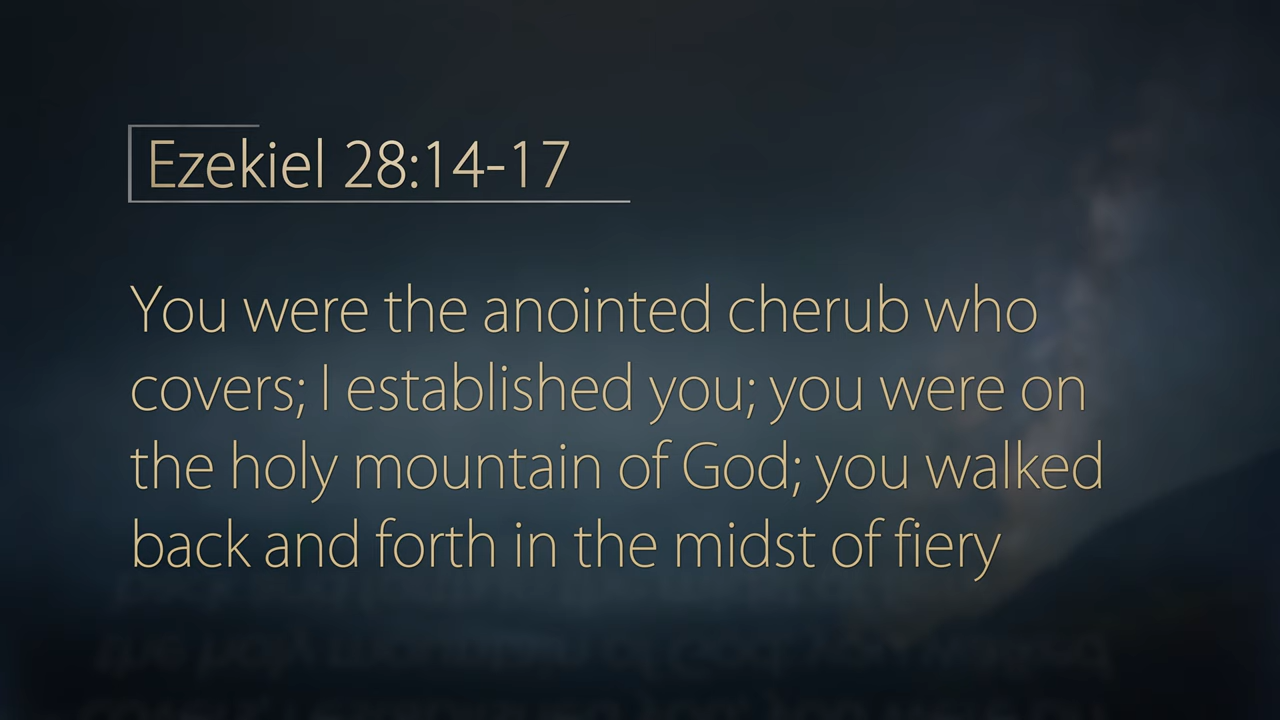 Ezekiel 28:14-17
You were the anointed cherub who
covers; I established you; you were on
the holy mountain of God; you walked
back and forth in the midst of fiery